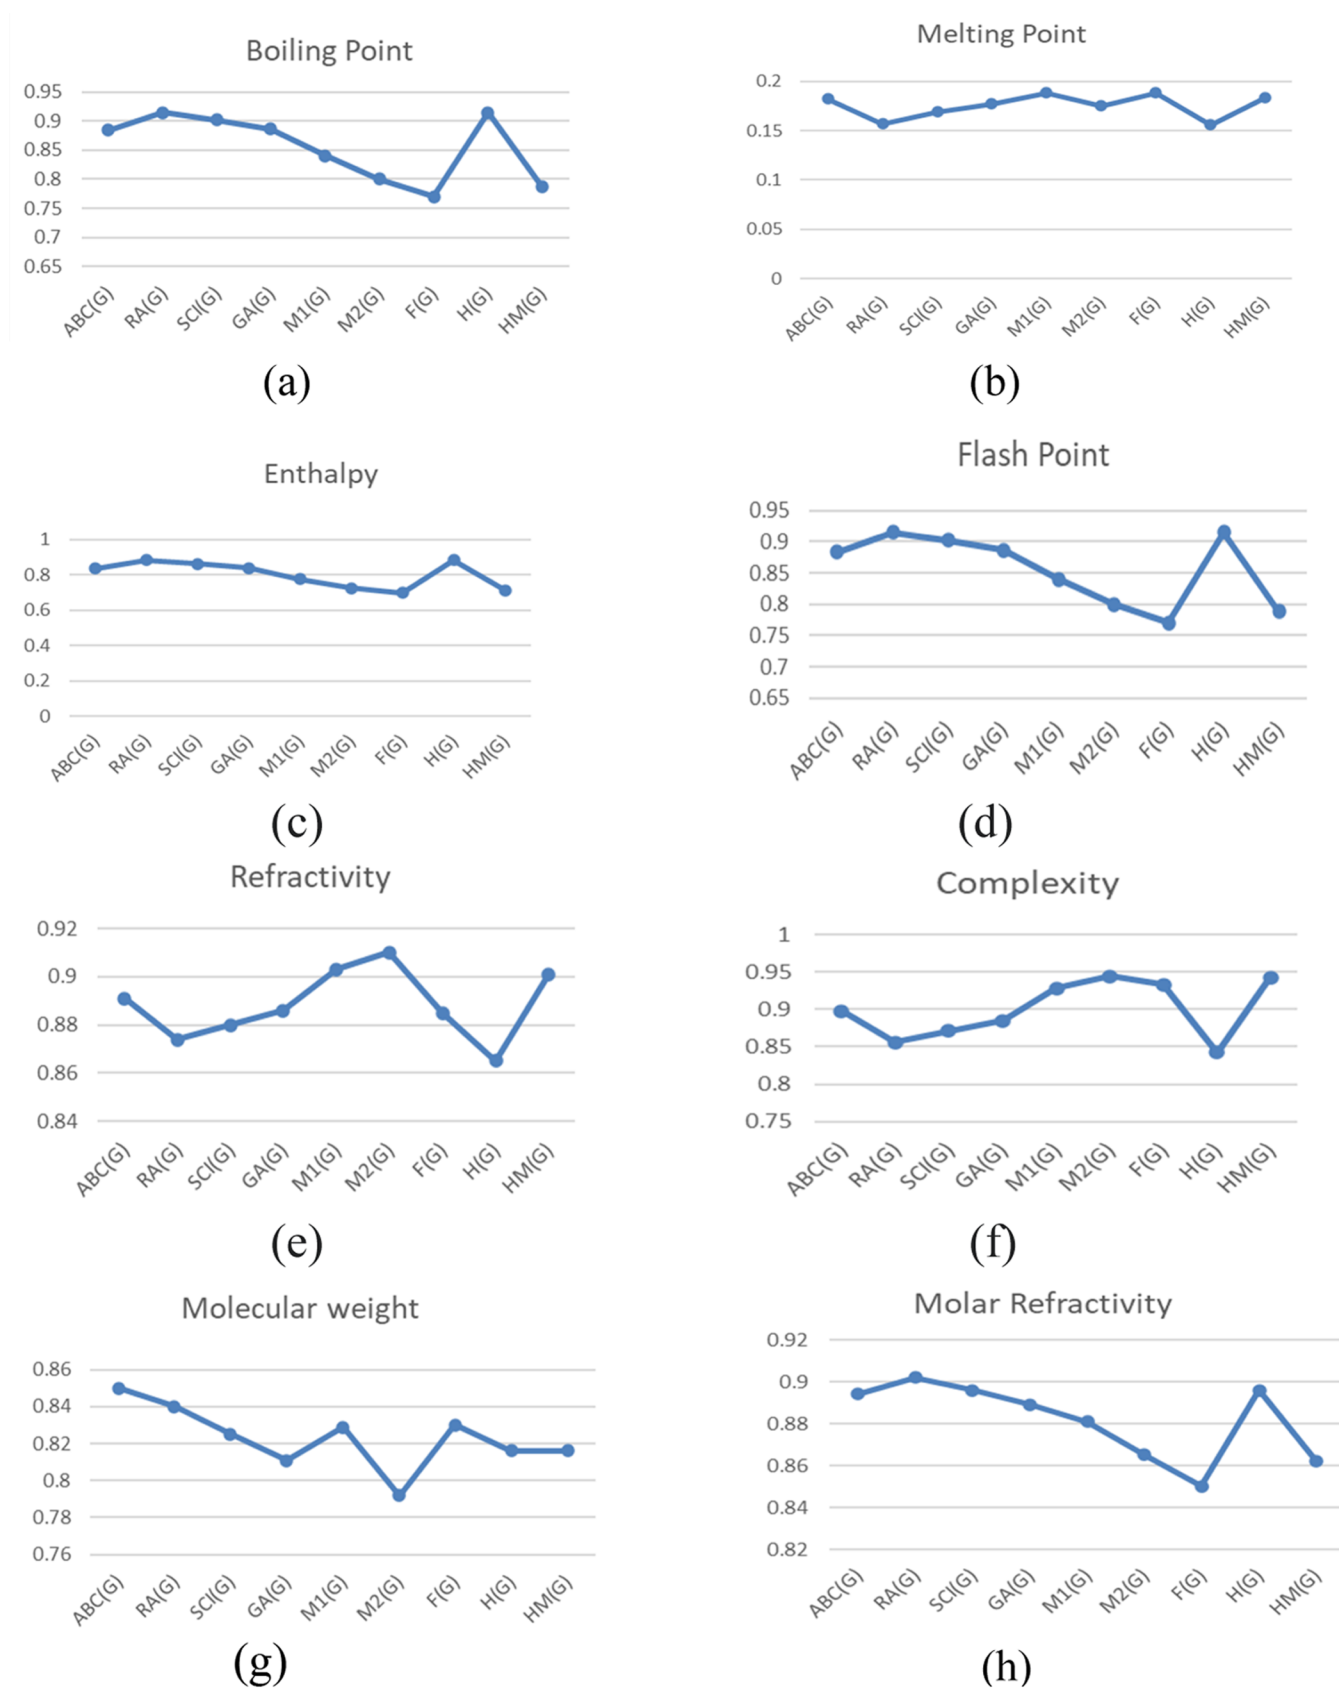 Boiling Point
0.95
0.9
0.85
0.8
0.75
0.7
0.65
ABC(G) RA(G) SCI(G) GA(G) M1(G) M2(G) F(G) H(G) HM(G)
(a)
Melting Point
0.2
0.15
0.1
0.05
0
ABC(G) RA(G) SCI(G) GA(G) M1(G) M2(G) F(G) H(G) HM(G)
(b)
Enthalpy
1
0.8
0.6
0.4
0.2
0
ABC(G) RA(G) SCI(G) GA(G) M1(G) M2(G) F(G) H(G) HM(G)
(c)
Flash Point
0.95
0.9
0.85
0.8
0.75
0.7
0.65
ABC(G) RA(G) SCI(G) GA(G) M1(G) M2(G) F(G) H(G) HM(G)
(d)
Refractivity
0.92
0.9
0.88
0.86
0.84
ABC(G) RA(G) SCI(G) GA(G) M1(G) M2(G) F(G) H(G) HM(G)
(e)
Complexity
1
0.95
0.9
0.85
0.8
0.75
ABC(G) RA(G) SCI(G) GA(G) M1(G) M2(G) F(G) H(G) HM(G)
(f)
Molecular weight
0.86
0.84
0.82
0.8
0.78
0.76
ABC(G) RA(G) SCI(G) GA(G) M1(G) M2(G) F(G) H(G) HM(G)
(g)
Molar Refractivity
0.92
0.9
0.88
0.86
0.84
0.82
ABC(G) RA(G) SCI(G) GA(G) M1(G) M2(G) F(G) H(G) HM(G)
(h)